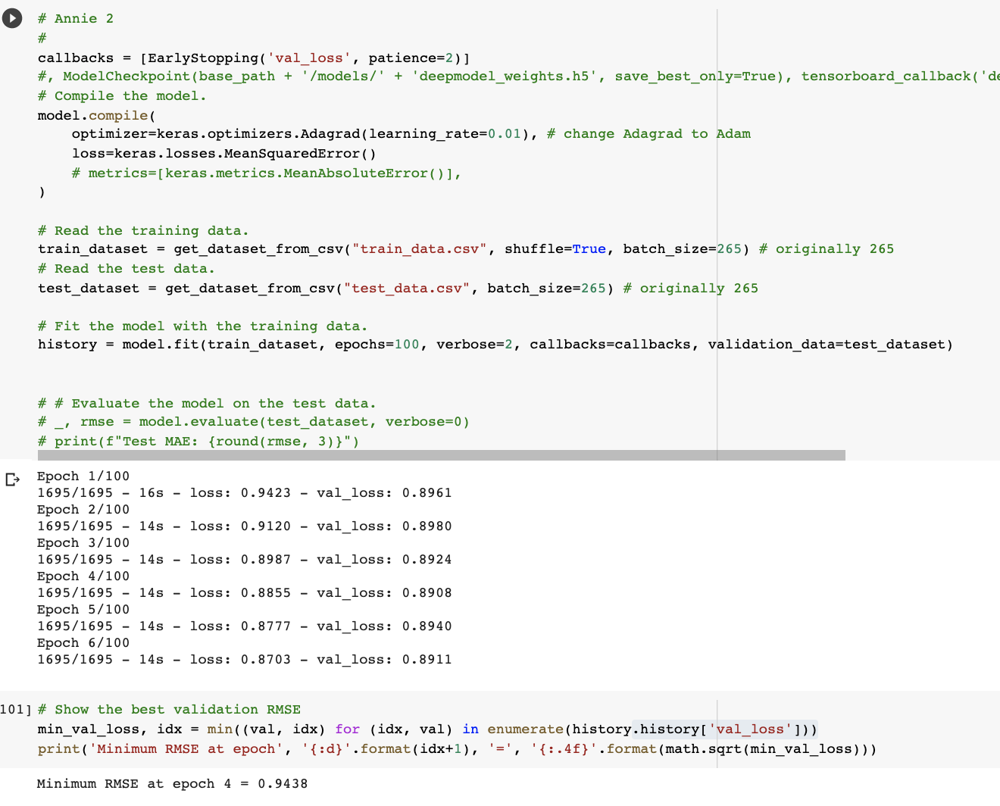 # Annie 2
#
callbacks = [EarlyStopping('val_loss', patience=2)]
#, ModelCheckpoint(base_path + '/models/' + 'deepmodel_weights.h5', save_best_only=True), tensorboard_callback('de
# Compile the model.
model.compile(
    optimizer=keras.optimizers.Adagrad(learning_rate=0.01), # change Adagrad to Adam
    loss=keras.losses.MeanSquaredError()
    # metrics=[keras.metrics.MeanAbsoluteError()],
)
# Read the training data.
train_dataset = get_dataset_from_csv("train_data.csv", shuffle=True, batch_size=265) # originally 265
# Read the test data.
test_dataset = get_dataset_from_csv("test_data.csv", batch_size=265) # originally 265
# Fit the model with the training data.
history = model.fit(train_dataset, epochs=100, verbose=2, callbacks=callbacks, validation_data=test_dataset)
# # Evaluate the model on the test data.
# _, rmse = model.evaluate(test_dataset, verbose=0)
# print(f"Test MAE: {round(rmse, 3)}")
Epoch 1/100
1695/1695 - 16s - loss: 0.9423 - val_loss: 0.8961
Epoch 2/100
1695/1695 - 14s - loss: 0.9120 - val_loss: 0.8980
Epoch 3/100
1695/1695 - 14s - loss: 0.8987 - val_loss: 0.8924
Epoch 4/100
1695/1695 - 14s - loss: 0.8855 - val_loss: 0.8908
Epoch 5/100
1695/1695 - 14s - loss: 0.8777 - val_loss: 0.8940
Epoch 6/100
1695/1695 - 14s - loss: 0.8703 - val_loss: 0.8911
101] # Show the best validation RMSE
min_val_loss, idx = min((val, idx) for (idx, val) in enumerate(history.history['val_loss']))
print('Minimum RMSE at epoch', '{:d}'.format(idx+1), '=', '{:.4f}'.format(math.sqrt(min_val_loss)))
Minimum RMSE at epoch 4 = 0.9438